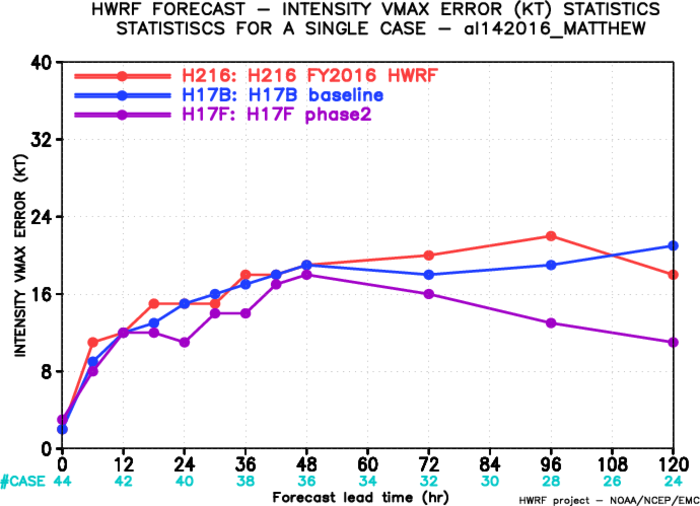 HWRF FORECAST – INTENSITY VMAX ERROR (KT) STATISTICS
STATISTISCS FOR A SINGLE CASE – al142016_MATTHEW
H216: H216 FY2016 HWRF
H17B: H17B baseline
H17F: H17F phase2
INTENSITY VMAX ERROR (KT)
40
32
24
16
8
0
0 12 24 36 48 60 72 84 96 108 120
#CASE 44 42 40 38 36 34 32 30 28 26 24
Forecast lead time (hr)
HWRF project – NOAA/NCEP/EMC